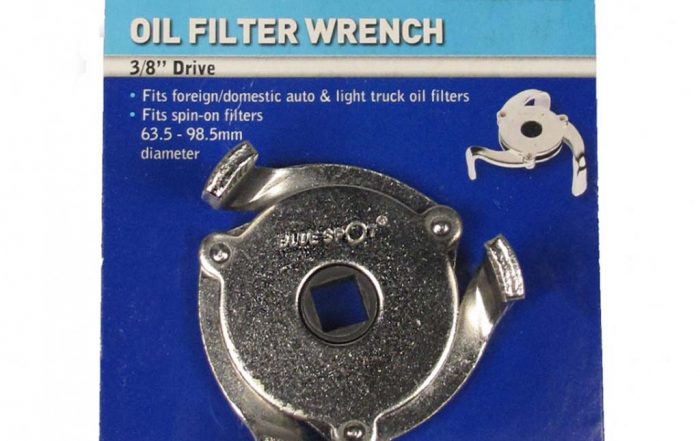 OIL FILTER WRENCH
3/8” Drive
• Fits foreign/domestic auto & light truck oil filters
• Fits spin-on filters
63.5 - 98.5mm
diameter
BLUE SPOT®